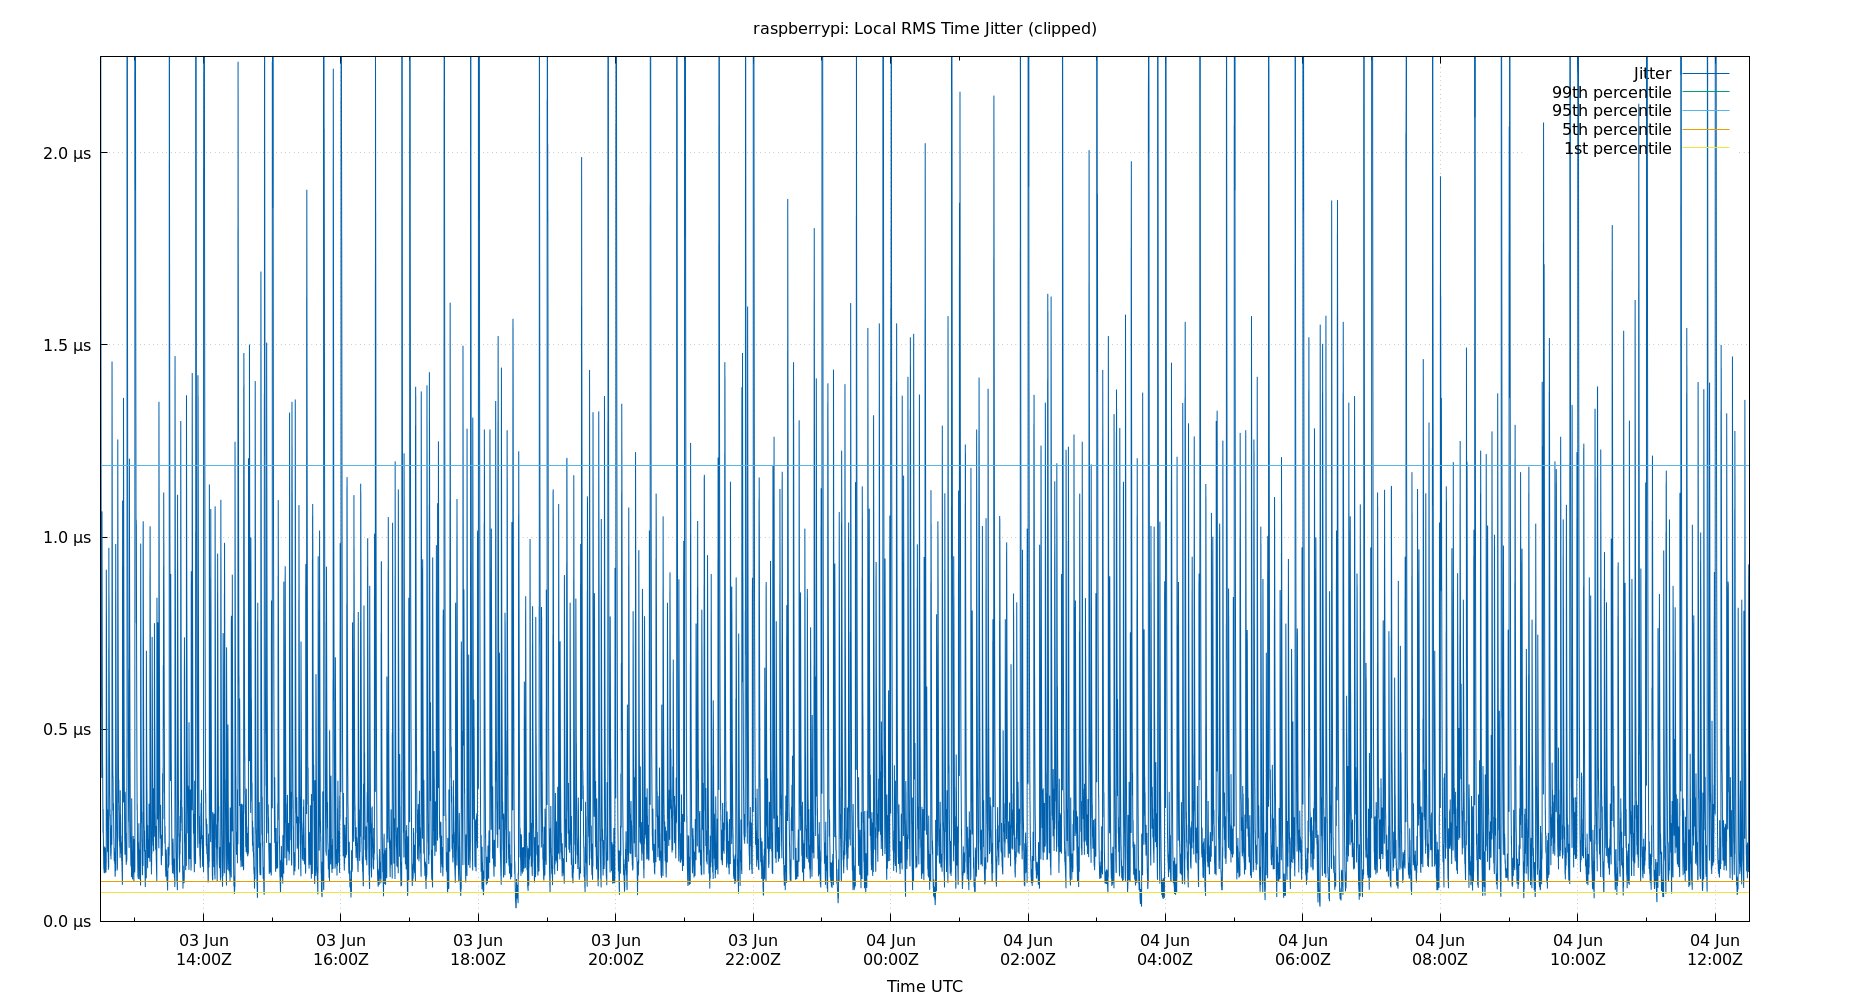 raspberrypi: Local RMS Time Jitter (clipped)
Jitter
99th percentile
95th percentile
5th percentile
1st percentile
2.0 µs
1.5 µs
1.0 µs
0.5 µs
0.0 µs
03 Jun 03 Jun 03 Jun 03 Jun 03 Jun 04 Jun 04 Jun 04 Jun 04 Jun 04 Jun 04 Jun 04 Jun
14:00Z 16:00Z 18:00Z 20:00Z 22:00Z 00:00Z 02:00Z 04:00Z 06:00Z 08:00Z 10:00Z 12:00Z
Time UTC